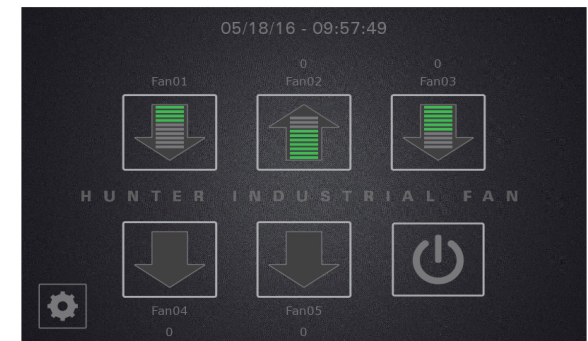 05/18/16 - 09:57:49
0 0
Fan01 Fan02 Fan03
HUNTER INDUSTRIAL FAN
Fan04 Fan05
0 0